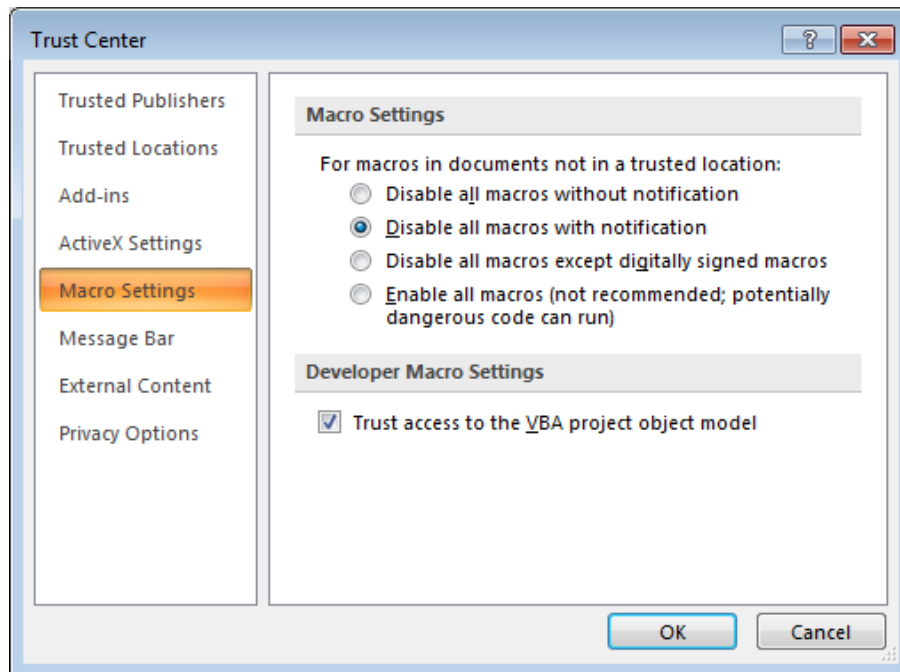 Trust Center
Trusted Publishers
Trusted Locations
Add-ins
ActiveX Settings
Macro Settings
Message Bar
External Content
Privacy Options
Macro Settings
For macros in documents not in a trusted location:
Disable all macros without notification
Disable all macros with notification
Disable all macros except digitally signed macros
Enable all macros (not recommended; potentially
dangerous code can run)
Developer Macro Settings
Trust access to the VBA project object model
OK
Cancel